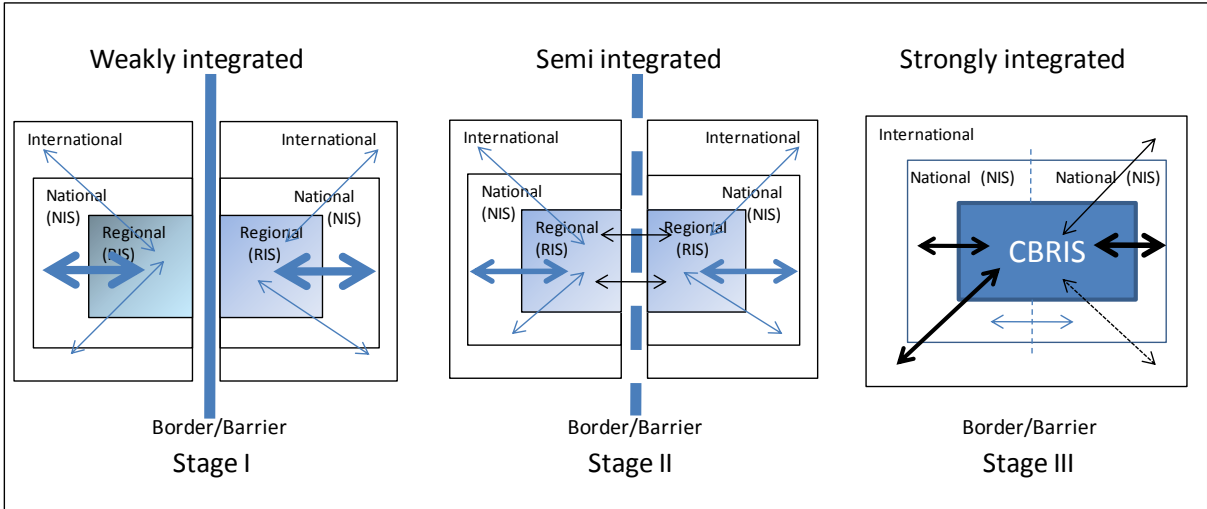 Weakly integrated
International
International
National
(NIS)
National
(NIS)
Regional
(RIS)
Regional
(RIS)
Border/Barrier
Stage I
Semi integrated
International
International
National
(NIS)
National
(NIS)
Regional
(RIS)
Regional
(RIS)
Border/Barrier
Stage II
Strongly integrated
International
National (NIS)
National (NIS)
CBRIS
Border/Barrier
Stage III